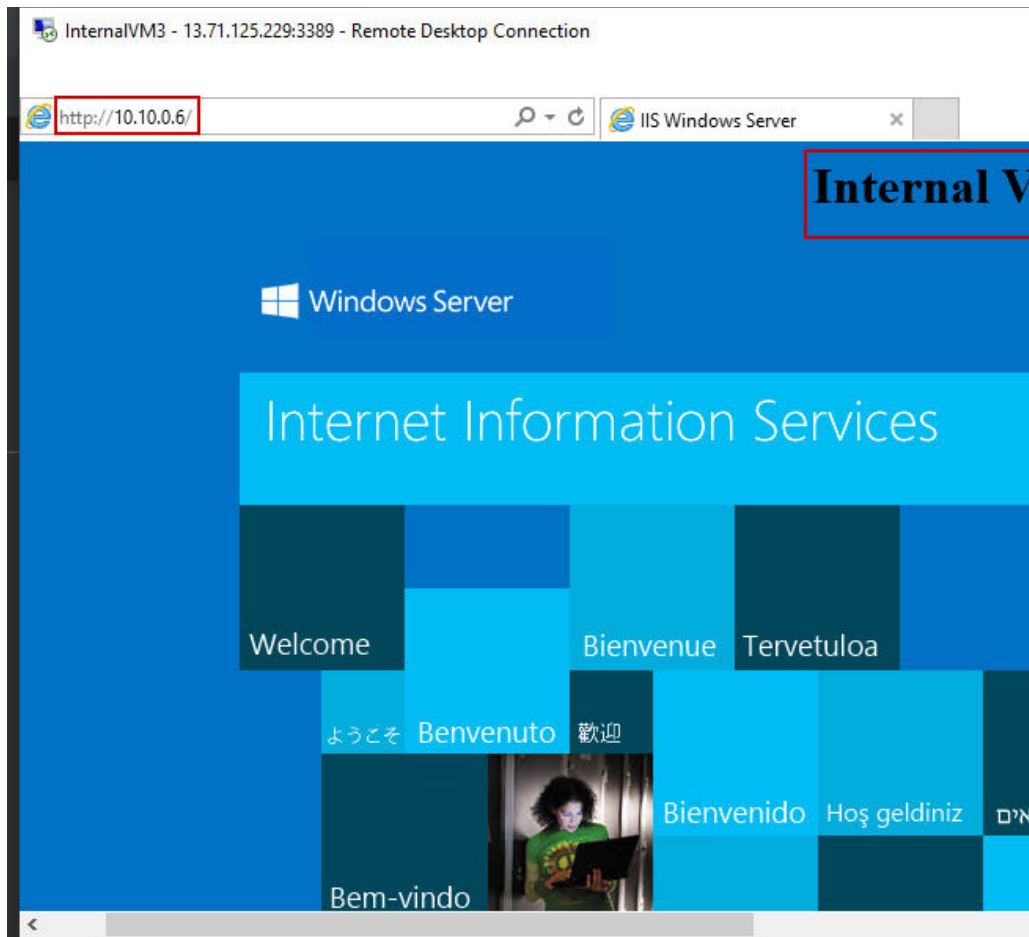 InternalVM3 - 13.71.125.229:3389 - Remote Desktop Connection
http://10.10.0.6/
IIS Windows Server
Internal V
Windows Server
Internet Information Services
Welcome
Bienvenue
Tervetuloa
ようこそ
Benvenuto
歡迎
Bienvenido
Hoş geldiniz
Bem-vindo